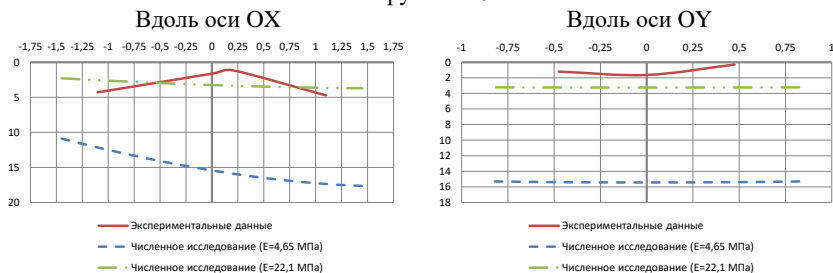 Вдоль оси OX
-1,75 -1,5 -1,25 -1 -0,75 -0,5 -0,25 0 0,25 0,5 0,75 1 1,25 1,5 1,75
0
5
10
15
20
Экспериментальные данные
Численное исследование (E=4,65 МПа)
Численное исследование (E=22,1 МПа)
Вдоль оси OY
-1 -0,75 -0,5 -0,25 0 0,25 0,5 0,75 1
0
2
4
6
8
10
12
14
16
18
Экспериментальные данные
Численное исследование (E=4,65 МПа)
Численное исследование (E=22,1 МПа)